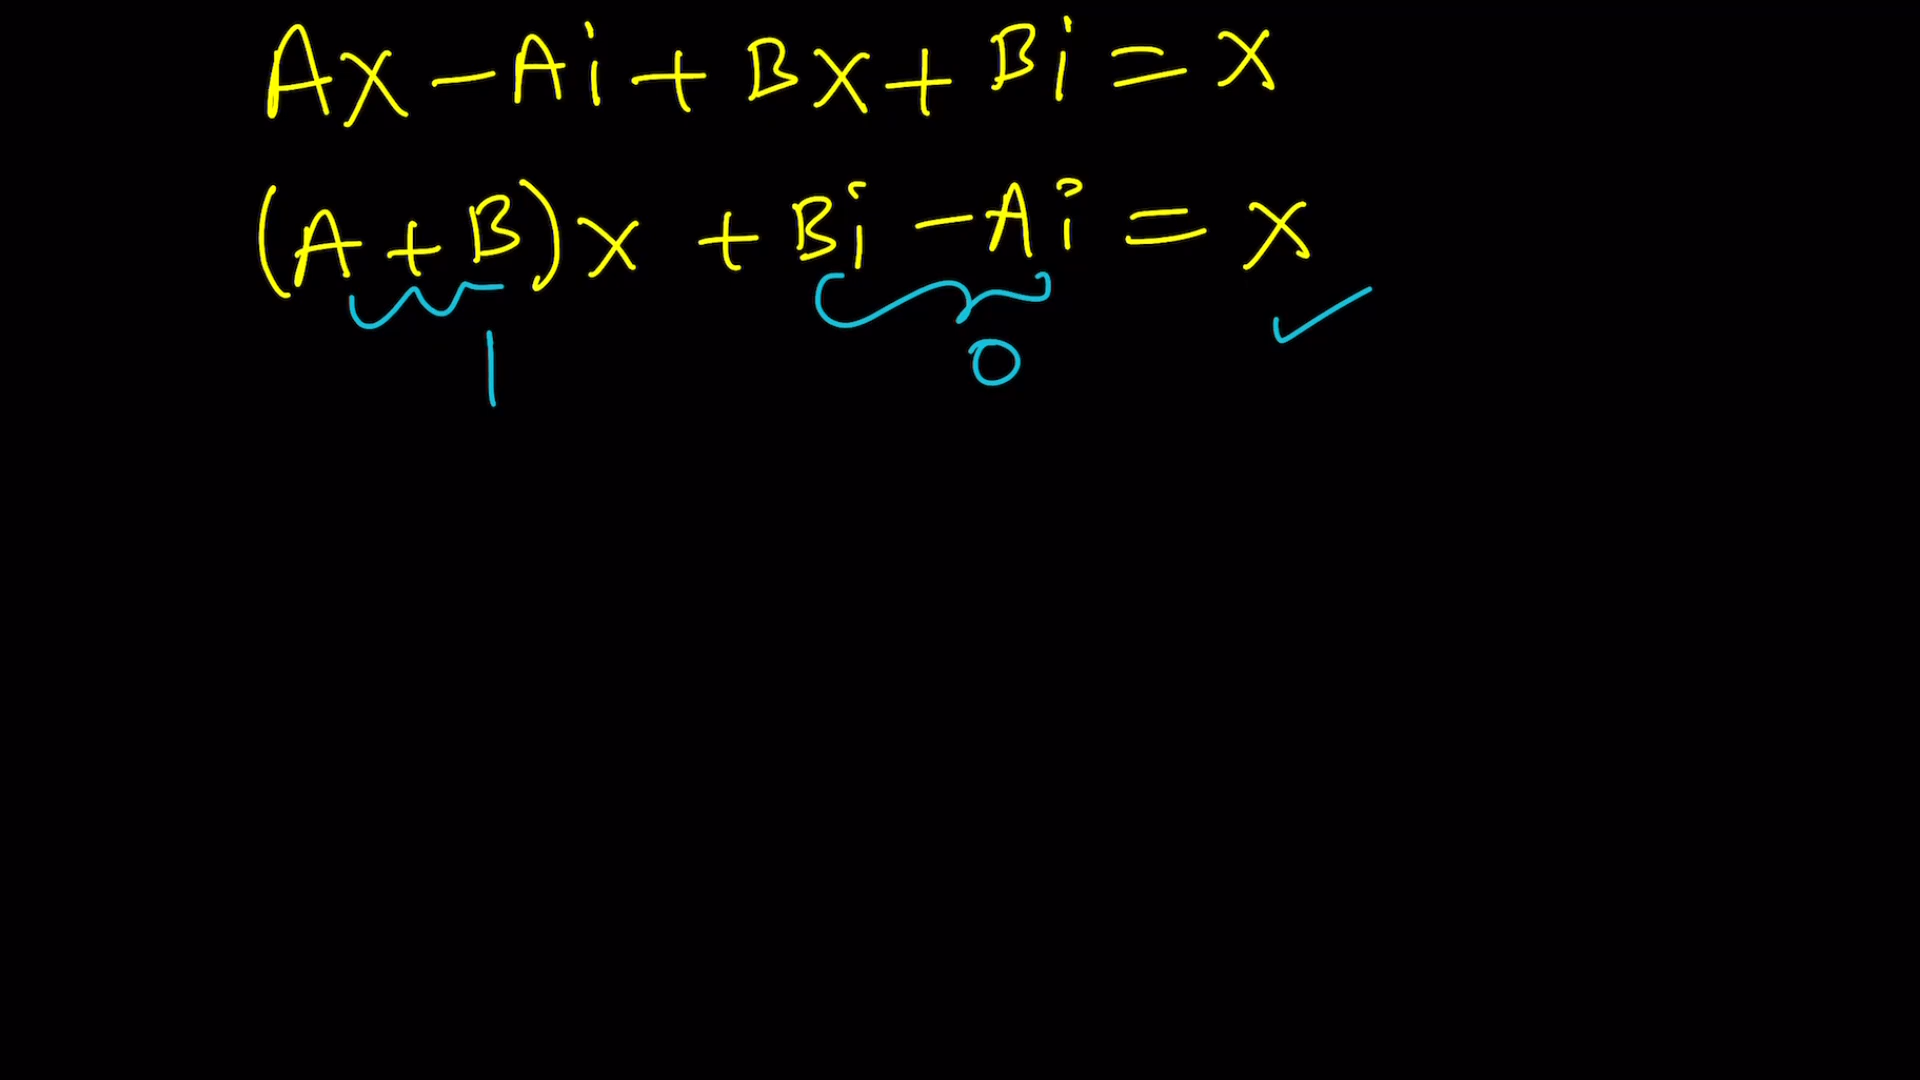 Ax - Ai + Bx + Bi = x
(A + B)x + Bi - Ai = x
1 0